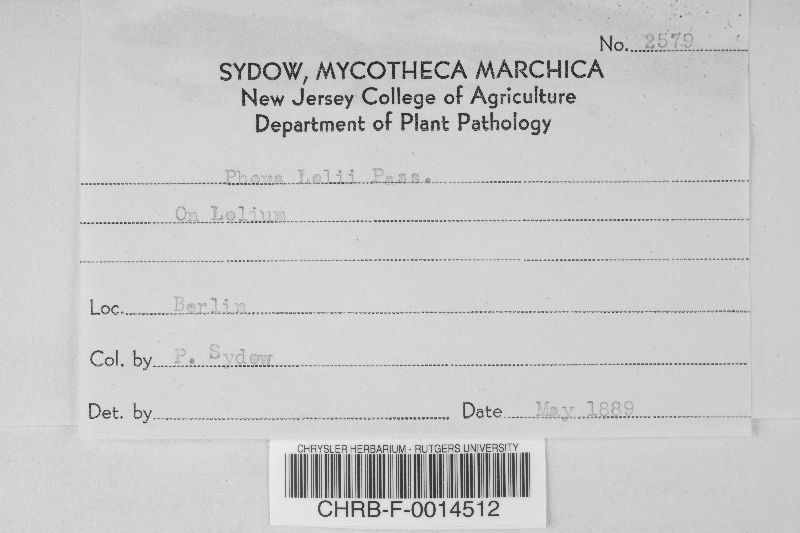 No. 2579
SYDOW, MYCOTHECA MARCHICA
New Jersey College of Agriculture
Department of Plant Pathology
Phoma Lolii Pass.
On Lolium
Loc. Berlin
Col. by P. Sydow
Det. by
Date May 1889
CHRYSLER HERBARIUM - RUTGERS UNIVERSITY
CHRB-F-0014512